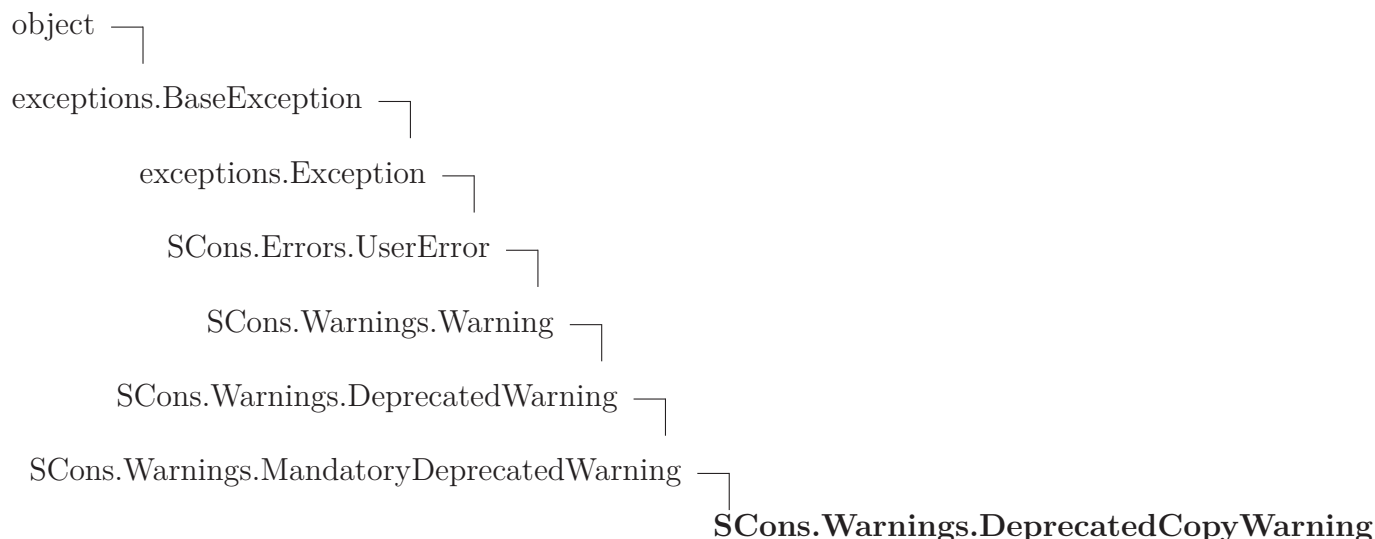 object
exceptions.BaseException
exceptions.Exception
SCons.Errors.UserError
SCons.Warnings.Warning
SCons.Warnings.DeprecatedWarning
SCons.Warnings.MandatoryDeprecatedWarning
SCons.Warnings.DeprecatedCopyWarning